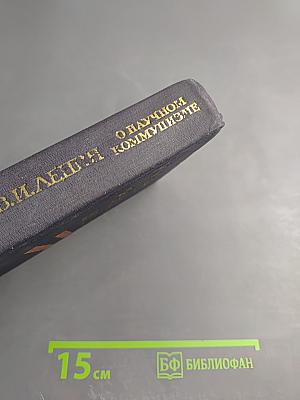 В.И.ЛЕНИН
О НАУЧНОМ
КОММУНИЗМЕ
15 см
БФ БИБЛИОФАН